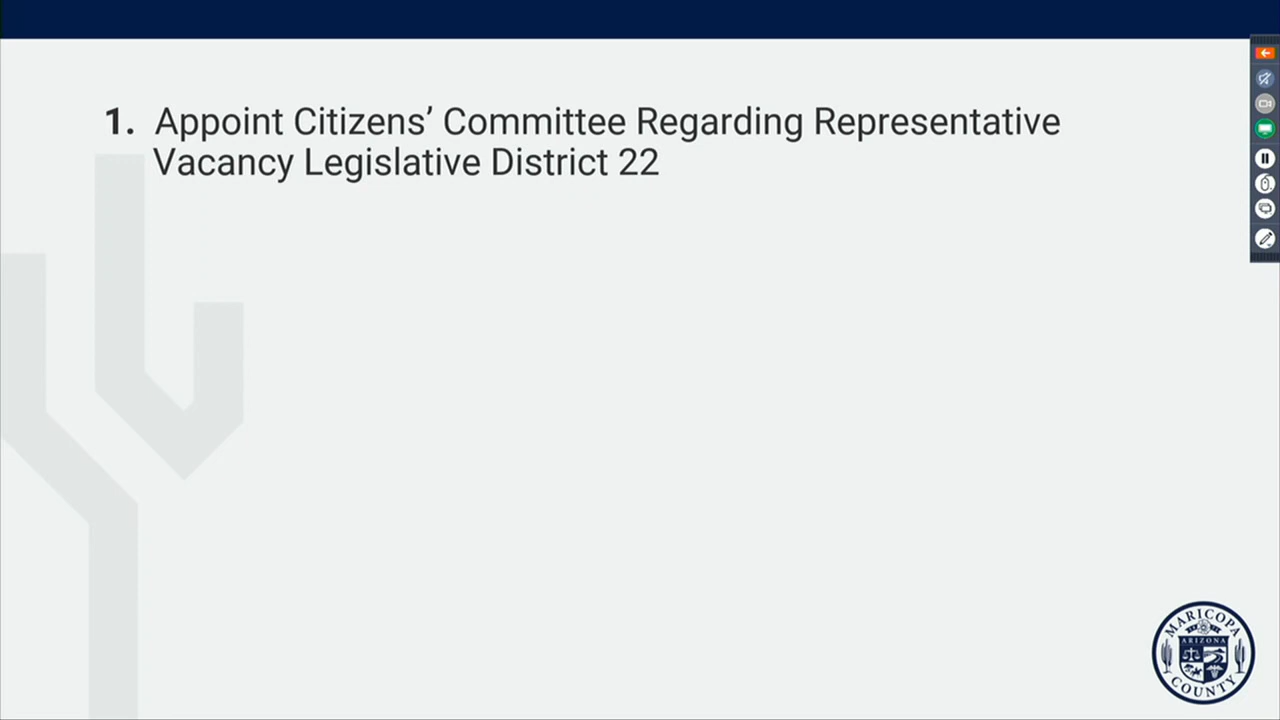 1. Appoint Citizens’ Committee Regarding Representative
Vacancy Legislative District 22
MARICOPA
ARIZONA
COUNTY